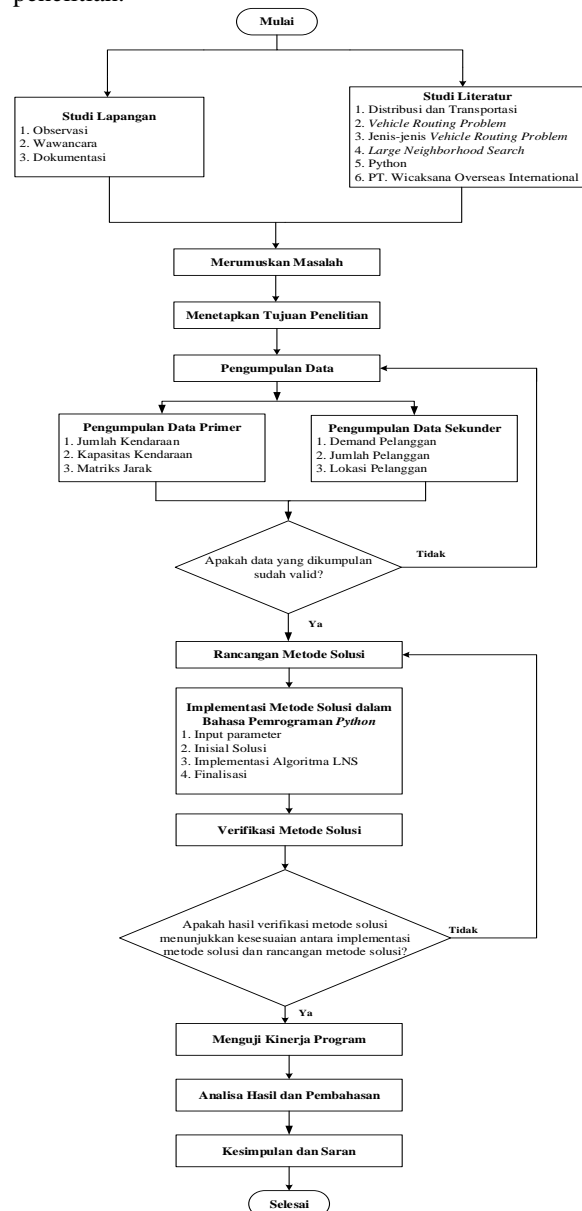 penelitian.
Mulai
Studi Lapangan
1. Observasi
2. Wawancara
3. Dokumentasi
Studi Literatur
1. Distribusi dan Transportasi
2. Vehicle Routing Problem
3. Jenis-jenis Vehicle Routing Problem
4. Large Neighborhood Search
5. Python
6. PT. Wicaksana Overseas International
Merumuskan Masalah
Menetapkan Tujuan Penelitian
Pengumpulan Data
Pengumpulan Data Primer
1. Jumlah Kendaraan
2. Kapasitas Kendaraan
3. Matriks Jarak
Pengumpulan Data Sekunder
1. Demand Pelanggan
2. Jumlah Pelanggan
3. Lokasi Pelanggan
Apakah data yang dikumpulan
sudah valid?
Tidak
Ya
Rancangan Metode Solusi
Implementasi Metode Solusi dalam
Bahasa Pemrograman Python
1. Input parameter
2. Inisial Solusi
3. Implementasi Algoritma LNS
4. Finalisasi
Verifikasi Metode Solusi
Apakah hasil verifikasi metode solusi
menunjukkan kesesuaian antara implementasi
metode solusi dan rancangan metode solusi?
Tidak
Ya
Menguji Kinerja Program
Analisa Hasil dan Pembahasan
Kesimpulan dan Saran
Selesai